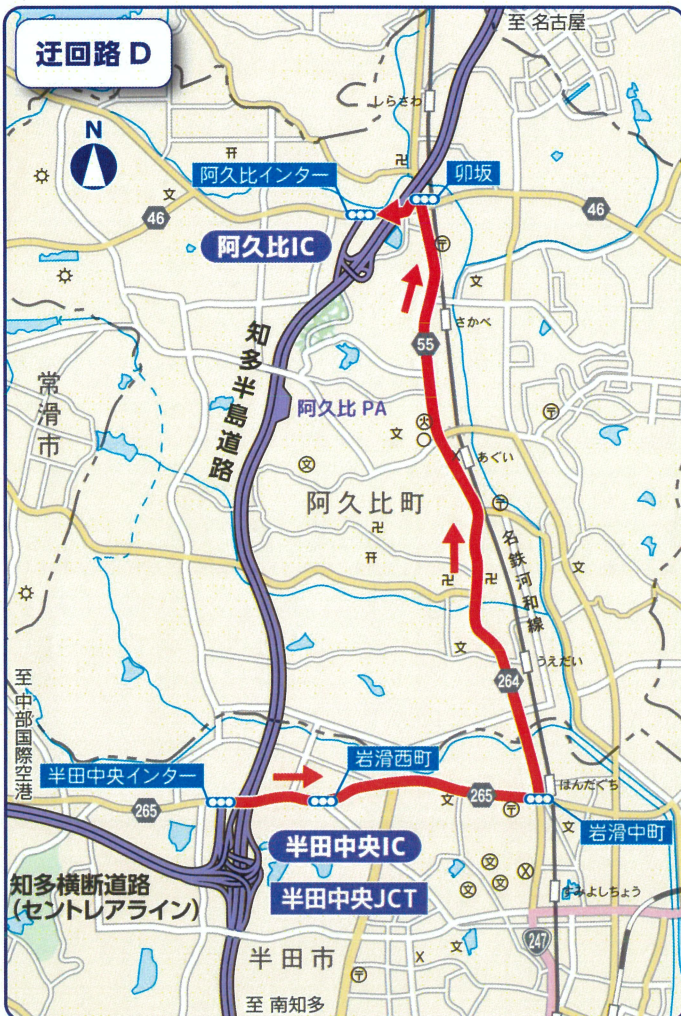 迂回路 D
至 名古屋
N
しらさわ
阿久比インター
卯坂
46
46
阿久比IC
さかべ
55
知多半島道路
常滑市
阿久比 PA
あぐい
阿久比町
名鉄河和線
うえだい
264
至 中部国際空港
岩滑西町
半田中央インター
265
265
はんだぐち
岩滑中町
半田中央IC
知多横断道路
(セントレアライン)
半田中央JCT
すみよしちょう
247
半田市
至 南知多